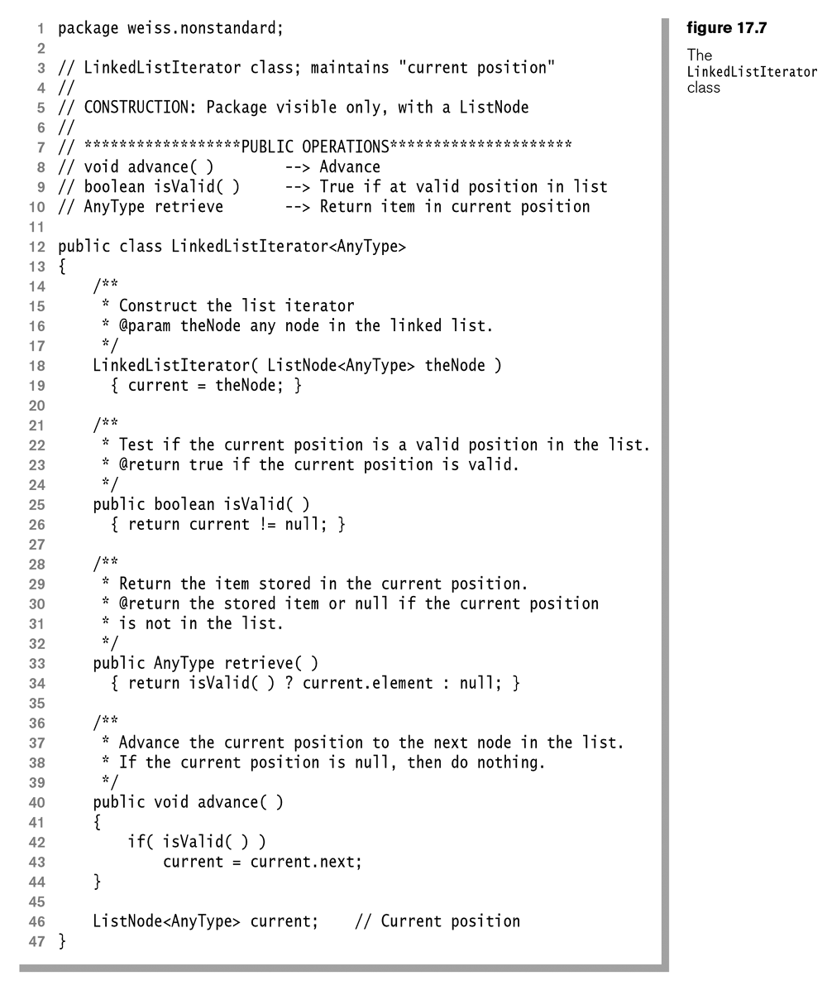 1 package weiss.nonstandard;
2
3 // LinkedListIterator class; maintains "current position"
4 //
5 // CONSTRUCTION: Package visible only, with a ListNode
6 //
7 // ******************PUBLIC OPERATIONS*********************
8 // void advance( )        --> Advance
9 // boolean isValid( )     --> True if at valid position in list
10 // AnyType retrieve       --> Return item in current position
11
12 public class LinkedListIterator<AnyType>
13 {
14     /**
15      * Construct the list iterator
16      * @param theNode any node in the linked list.
17      */
18     LinkedListIterator( ListNode<AnyType> theNode )
19       { current = theNode; }
20
21     /**
22      * Test if the current position is a valid position in the list.
23      * @return true if the current position is valid.
24      */
25     public boolean isValid( )
26       { return current != null; }
27
28     /**
29      * Return the item stored in the current position.
30      * @return the stored item or null if the current position
31      * is not in the list.
32      */
33     public AnyType retrieve( )
34       { return isValid( ) ? current.element : null; }
35
36     /**
37      * Advance the current position to the next node in the list.
38      * If the current position is null, then do nothing.
39      */
40     public void advance( )
41     {
42         if( isValid( ) )
43             current = current.next;
44     }
45
46     ListNode<AnyType> current;    // Current position
47 }
figure 17.7
The
LinkedListIterator
class